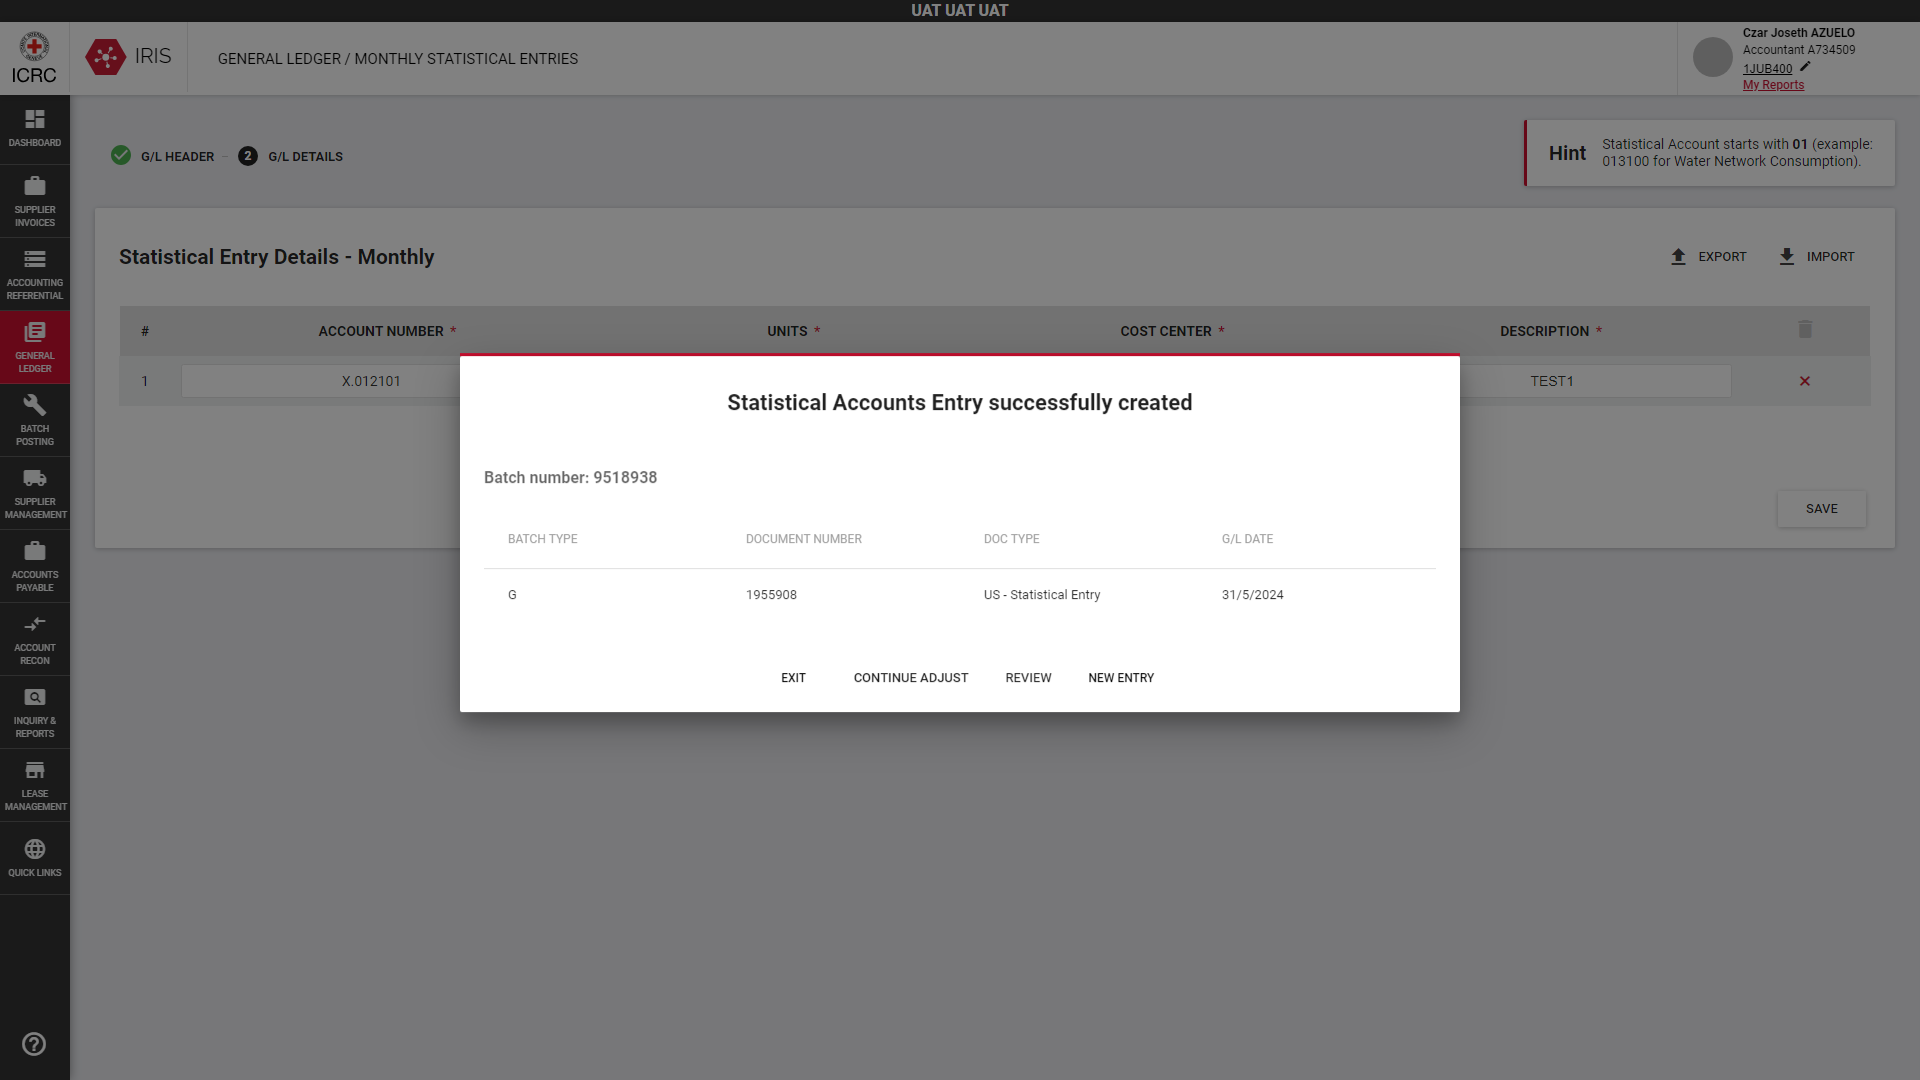 UAT UAT UAT
ICRC
IRIS
GENERAL LEDGER / MONTHLY STATISTICAL ENTRIES
Czar Joseth AZUELO
Accountant A734509
1JUB400
My Reports
DASHBOARD
SUPPLIER
INVOICES
ACCOUNTING
REFERENTIAL
GENERAL
LEDGER
BATCH
POSTING
SUPPLIER
MANAGEMENT
ACCOUNTS
PAYABLE
ACCOUNT
RECON
INQUIRY &
REPORTS
LEASE
MANAGEMENT
QUICK LINKS
G/L HEADER
2 G/L DETAILS
Hint
Statistical Account starts with 01 (example:
013100 for Water Network Consumption).
Statistical Entry Details - Monthly
EXPORT
IMPORT
# ACCOUNT NUMBER * UNITS * COST CENTER * DESCRIPTION *
1 X.012101 TEST1
SAVE
Statistical Accounts Entry successfully created
Batch number: 9518938
BATCH TYPE DOCUMENT NUMBER DOC TYPE G/L DATE
G 1955908 US - Statistical Entry 31/5/2024
EXIT CONTINUE ADJUST REVIEW NEW ENTRY